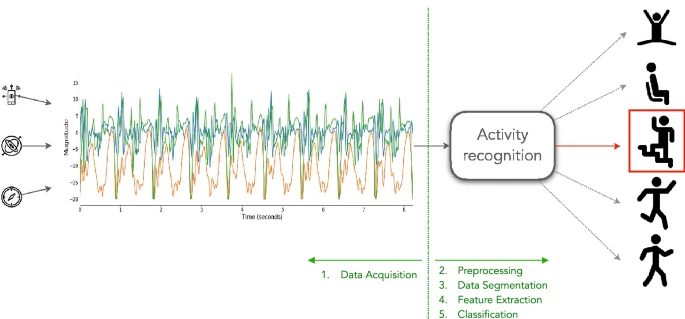 15
10
5
0
−5
−10
−15
−20
Magnitude
0 1 2 3 4 5 6 7 8
Time (seconds)
Activity
recognition
1. Data Acquisition
2. Preprocessing
3. Data Segmentation
4. Feature Extraction
5. Classification